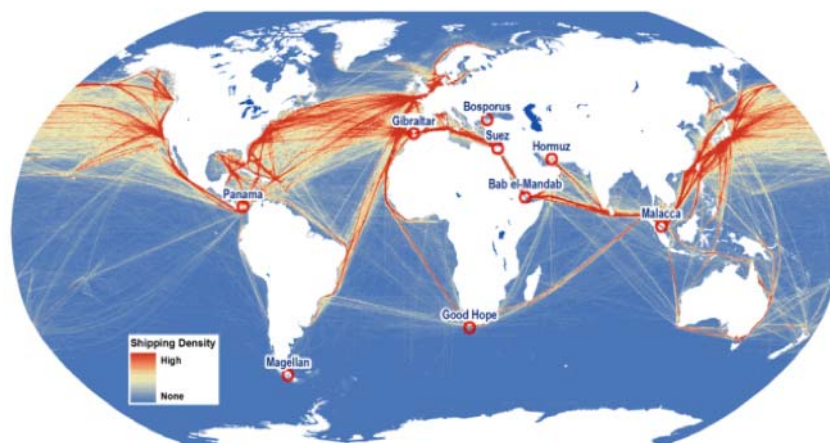 Bosporus
Gibraltar
Suez
Hormuz
Panama
Bab el-Mandab
Malacca
Good Hope
Magellan
Shipping Density
High
None